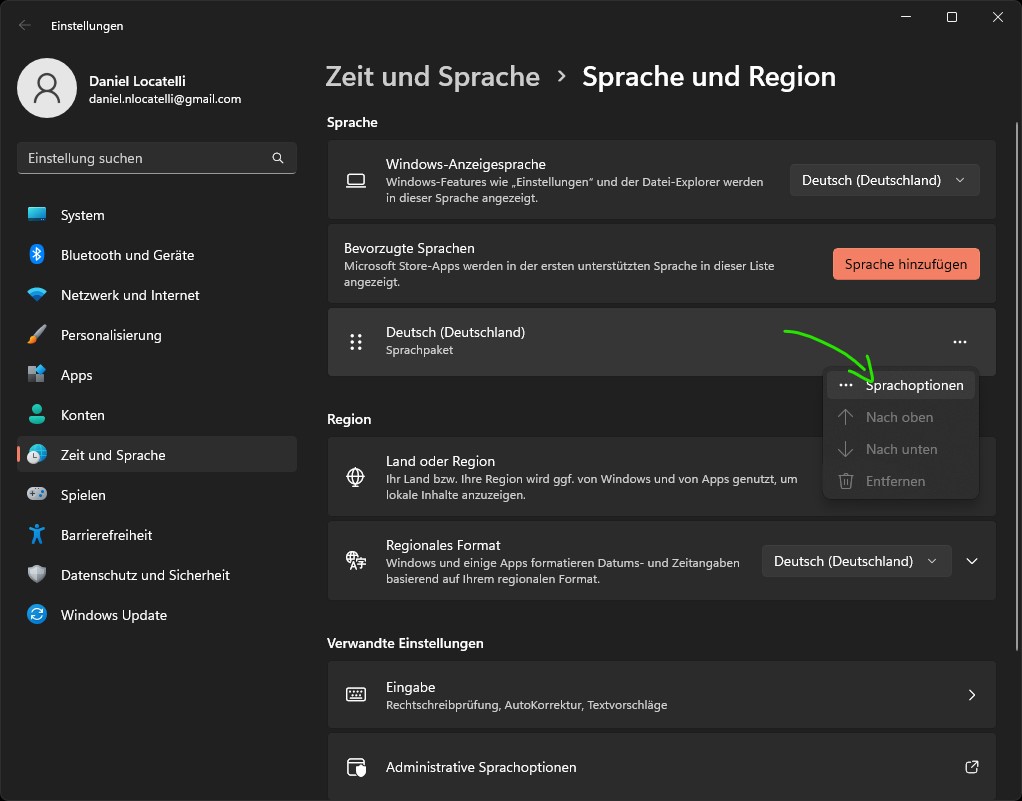 Einstellungen
Daniel Locatelli
daniel.nlocatelli@gmail.com
Einstellung suchen
System
Bluetooth und Geräte
Netzwerk und Internet
Personalisierung
Apps
Konten
Zeit und Sprache
Spielen
Barrierefreiheit
Datenschutz und Sicherheit
Windows Update
Zeit und Sprache › Sprache und Region
Sprache
Windows-Anzeigesprache
Windows-Features wie „Einstellungen“ und der Datei-Explorer werden
in dieser Sprache angezeigt.
Deutsch (Deutschland)
Bevorzugte Sprachen
Microsoft Store-Apps werden in der ersten unterstützten Sprache in dieser Liste
angezeigt.
Sprache hinzufügen
Deutsch (Deutschland)
Sprachpaket
Sprachoptionen
Nach oben
Nach unten
Entfernen
Region
Land oder Region
Ihr Land bzw. Ihre Region wird ggf. von Windows und von Apps genutzt, um
lokale Inhalte anzuzeigen.
Regionales Format
Windows und einige Apps formatieren Datums- und Zeitangaben
basierend auf Ihrem regionalen Format.
Deutsch (Deutschland)
Verwandte Einstellungen
Eingabe
Rechtschreibprüfung, AutoKorrektur, Textvorschläge
Administrative Sprachoptionen